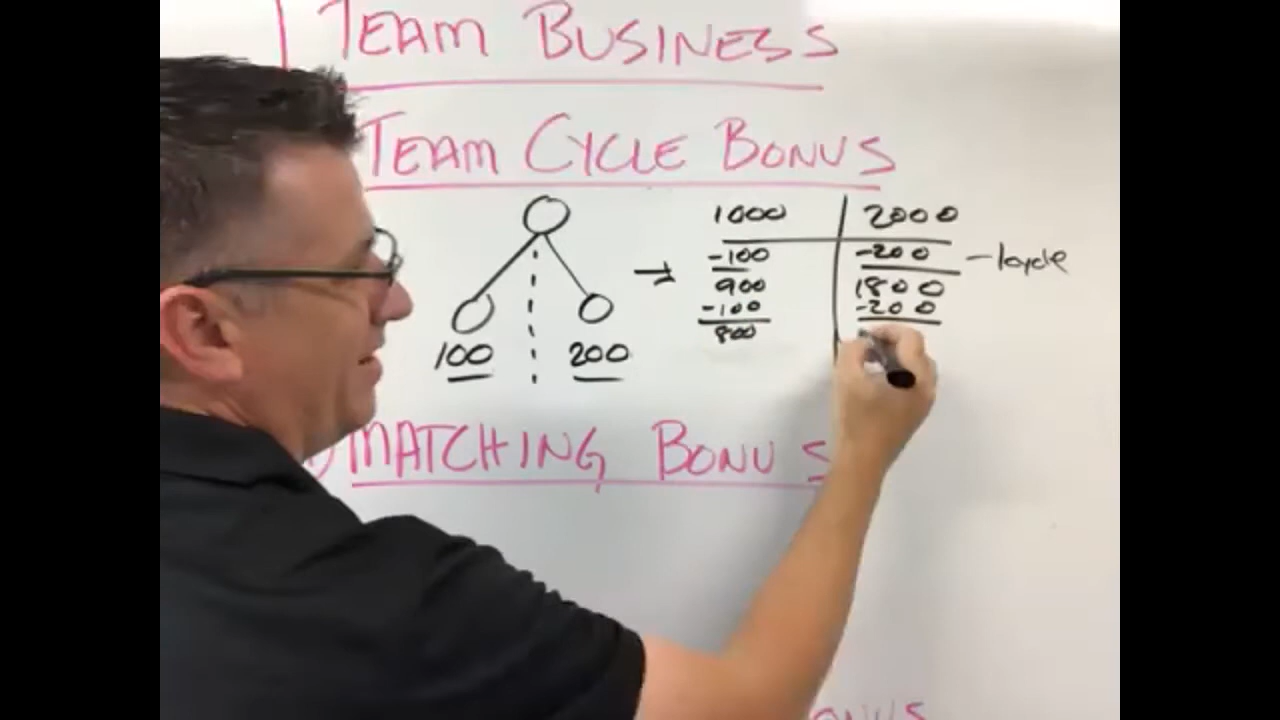 TEAM BUSINESS
TEAM CYCLE BONUS
1000 2000
-100 -200 -1cycle
900 1800
-100 -200
800
100 200
MATCHING BONUS